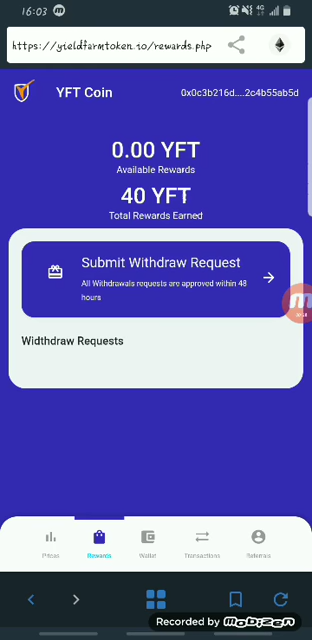 16:03
4G
https://yieldfarmtoken.io/rewards.php
YFT Coin
0x0c3b216d....2c4b55ab5d
0.00 YFT
Available Rewards
40 YFT
Total Rewards Earned
Submit Withdraw Request
All Withdrawals requests are approved within 48
hours
Widthdraw Requests
Prices
Rewards
Wallet
Transactions
Referrals
Recorded by MOBIZEN